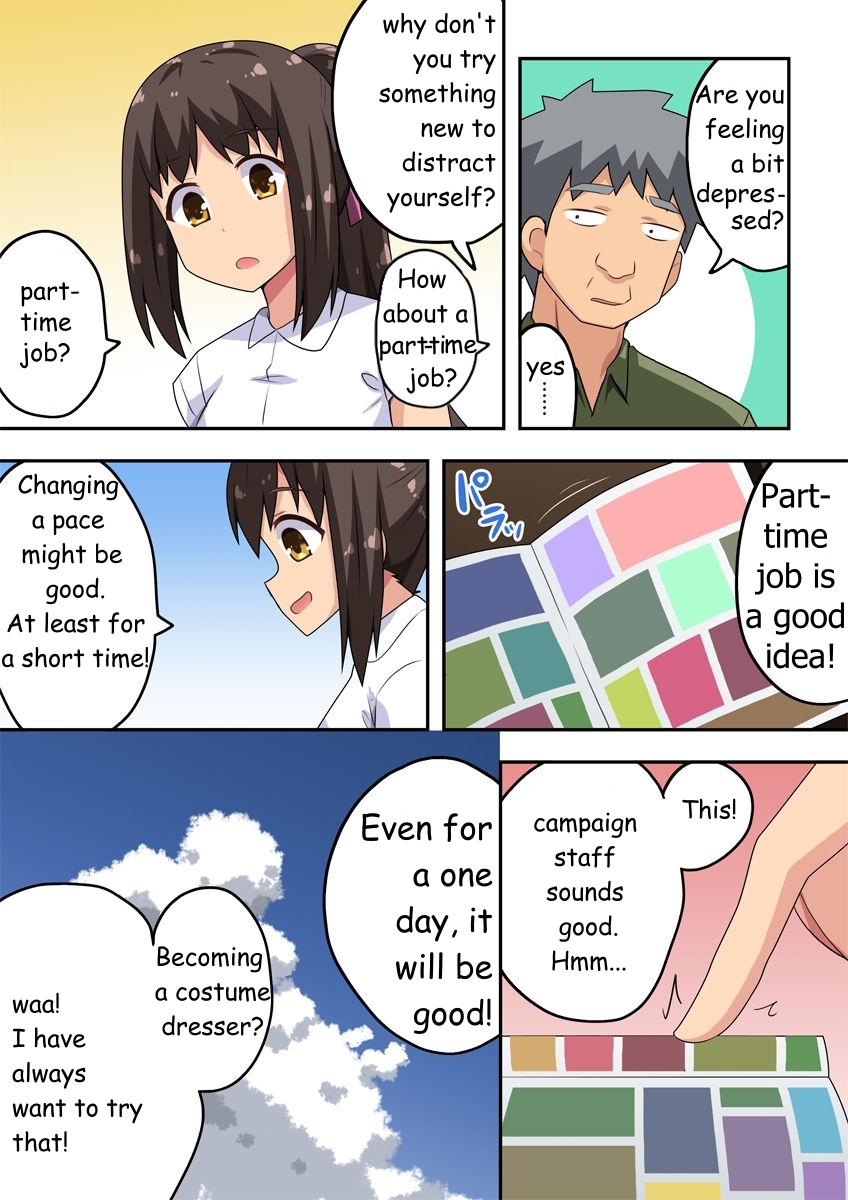 Are you
feeling
a bit
depres-
sed?
yes
......
why don't
you try
something
new to
distract
yourself?
How
about a
part-time
job?
part-
time
job?
パラッ
Part-
time
job is
a good
idea!
Changing
a pace
might be
good.
At least for
a short time!
This!
campaign
staff
sounds
good.
Hmm...
Even for
a one
day, it
will be
good!
Becoming
a costume
dresser?
waa!
I have
always
want to try
that!